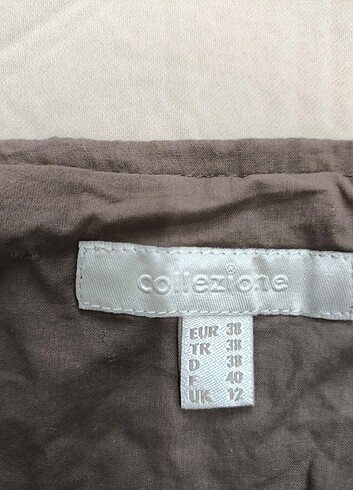 collezione
EUR 38
TR 38
D 38
F 40
UK 12